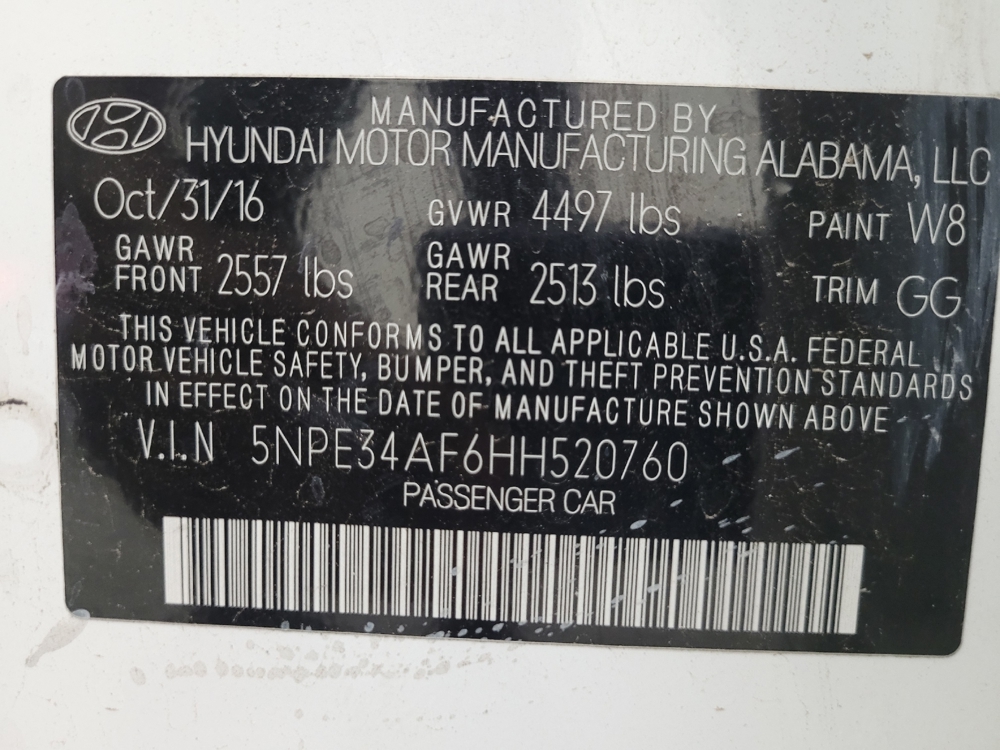 MANUFACTURED BY
HYUNDAI MOTOR MANUFACTURING ALABAMA, LLC
Oct/31/16 GVWR 4497 lbs PAINT W8
GAWR FRONT 2557 lbs GAWR REAR 2513 lbs TRIM GG
THIS VEHICLE CONFORMS TO ALL APPLICABLE U.S.A. FEDERAL
MOTOR VEHICLE SAFETY, BUMPER, AND THEFT PREVENTION STANDARDS
IN EFFECT ON THE DATE OF MANUFACTURE SHOWN ABOVE
V.I.N 5NPE34AF6HH520760
PASSENGER CAR